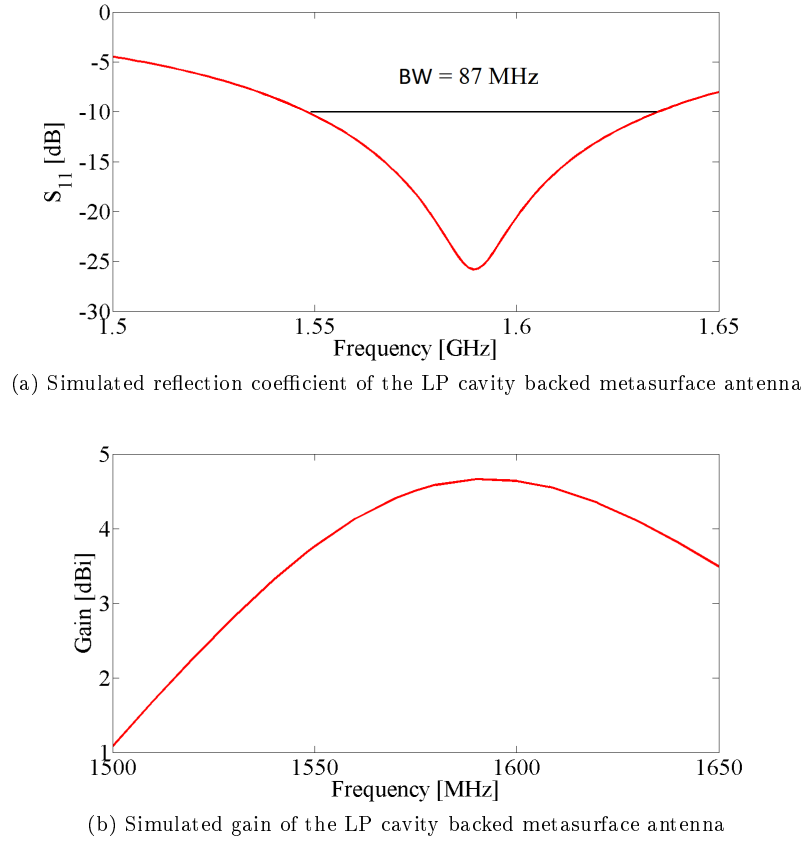 0
-5
-10
-15
-20
-25
-30
S11 [dB]
BW = 87 MHz
1.5
1.55
1.6
1.65
Frequency [GHz]
(a) Simulated reflection coefficient of the LP cavity backed metasurface antenna
5
4
3
2
1
Gain [dBi]
1500
1550
1600
1650
Frequency [MHz]
(b) Simulated gain of the LP cavity backed metasurface antenna